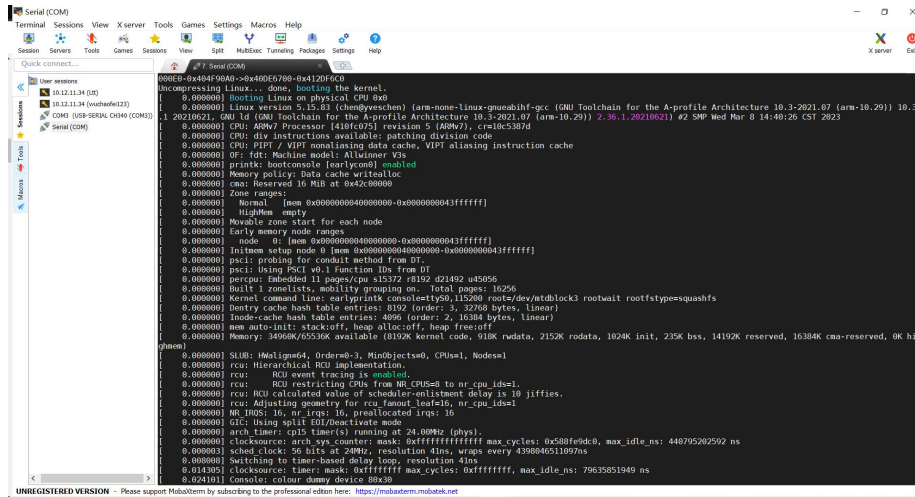 Serial (COM)
Terminal Sessions View X server Tools Games Settings Macros Help
Session Servers Tools Games Sessions View Split MultiExec Tunneling Packages Settings Help
X server Exi
Quick connect...
7. Serial (COM)
User sessions
10.12.11.34 (Ltt)
10.12.11.34 (wuchaofei123)
COM3 (USB-SERIAL CH340 (COM3))
Serial (COM)
Sessions
Tools
Macros
000E0-0x404F90A0->0x40DE6700-0x412DF6C0
Uncompressing Linux... done, booting the kernel.
[ 0.000000] Booting Linux on physical CPU 0x0
[ 0.000000] Linux version 5.15.83 (chen@yveschen) (arm-none-linux-gnueabihf-gcc (GNU Toolchain for the A-profile Architecture 10.3-2021.07 (arm-10.29)) 10.3
.1 20210621, GNU ld (GNU Toolchain for the A-profile Architecture 10.3-2021.07 (arm-10.29)) 2.36.1.20210621) #2 SMP Wed Mar 8 14:40:26 CST 2023
[ 0.000000] CPU: ARMv7 Processor [410fc075] revision 5 (ARMv7), cr=10c5387d
[ 0.000000] CPU: div instructions available: patching division code
[ 0.000000] CPU: PIPT / VIPT nonaliasing data cache, VIPT aliasing instruction cache
[ 0.000000] OF: fdt: Machine model: Allwinner V3s
[ 0.000000] printk: bootconsole [earlycon0] enabled
[ 0.000000] Memory policy: Data cache writealloc
[ 0.000000] cma: Reserved 16 MiB at 0x42c00000
[ 0.000000] Zone ranges:
[ 0.000000] Normal [mem 0x0000000040000000-0x0000000043ffffff]
[ 0.000000] HighMem empty
[ 0.000000] Movable zone start for each node
[ 0.000000] Early memory node ranges
[ 0.000000] node 0: [mem 0x0000000040000000-0x0000000043ffffff]
[ 0.000000] Initmem setup node 0 [mem 0x0000000040000000-0x0000000043ffffff]
[ 0.000000] psci: probing for conduit method from DT.
[ 0.000000] psci: Using PSCI v0.1 Function IDs from DT
[ 0.000000] percpu: Embedded 11 pages/cpu s15372 r8192 d21492 u45056
[ 0.000000] Built 1 zonelists, mobility grouping on. Total pages: 16256
[ 0.000000] Kernel command line: earlyprintk console=ttyS0,115200 root=/dev/mtdblock3 rootwait rootfstype=squashfs
[ 0.000000] Dentry cache hash table entries: 8192 (order: 3, 32768 bytes, linear)
[ 0.000000] Inode-cache hash table entries: 4096 (order: 2, 16384 bytes, linear)
[ 0.000000] mem auto-init: stack:off, heap alloc:off, heap free:off
[ 0.000000] Memory: 34960K/65536K available (8192K kernel code, 918K rwdata, 2152K rodata, 1024K init, 235K bss, 14192K reserved, 16384K cma-reserved, 0K hi
ghmem)
[ 0.000000] SLUB: HWalign=64, Order=0-3, MinObjects=0, CPUs=1, Nodes=1
[ 0.000000] rcu: Hierarchical RCU implementation.
[ 0.000000] rcu: RCU event tracing is enabled.
[ 0.000000] rcu: RCU restricting CPUs from NR_CPUS=8 to nr_cpu_ids=1.
[ 0.000000] rcu: RCU calculated value of scheduler-enlistment delay is 10 jiffies.
[ 0.000000] rcu: Adjusting geometry for rcu_fanout_leaf=16, nr_cpu_ids=1
[ 0.000000] NR_IRQS: 16, nr_irqs: 16, preallocated irqs: 16
[ 0.000000] GIC: Using split EOI/Deactivate mode
[ 0.000000] arch_timer: cp15 timer(s) running at 24.00MHz (phys).
[ 0.000000] clocksource: arch_sys_counter: mask: 0xffffffffffffff max_cycles: 0x588fe9dc0, max_idle_ns: 440795202592 ns
[ 0.000003] sched_clock: 56 bits at 24MHz, resolution 41ns, wraps every 4398046511097ns
[ 0.008008] Switching to timer-based delay loop, resolution 41ns
[ 0.014305] clocksource: timer: mask: 0xffffffff max_cycles: 0xffffffff, max_idle_ns: 79635851949 ns
[ 0.024101] Console: colour dummy device 80x30
UNREGISTERED VERSION - Please support MobaXterm by subscribing to the professional edition here: https://mobaxterm.mobatek.net